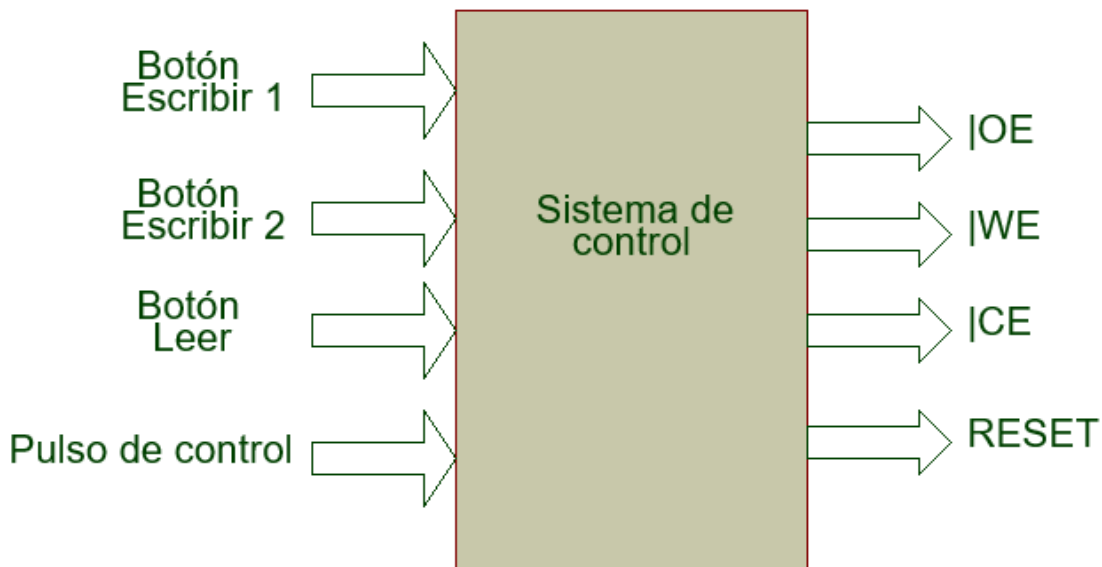 Botón
Escribir 1
Botón
Escribir 2
Botón
Leer
Pulso de control
Sistema de
control
|OE
|WE
|CE
RESET